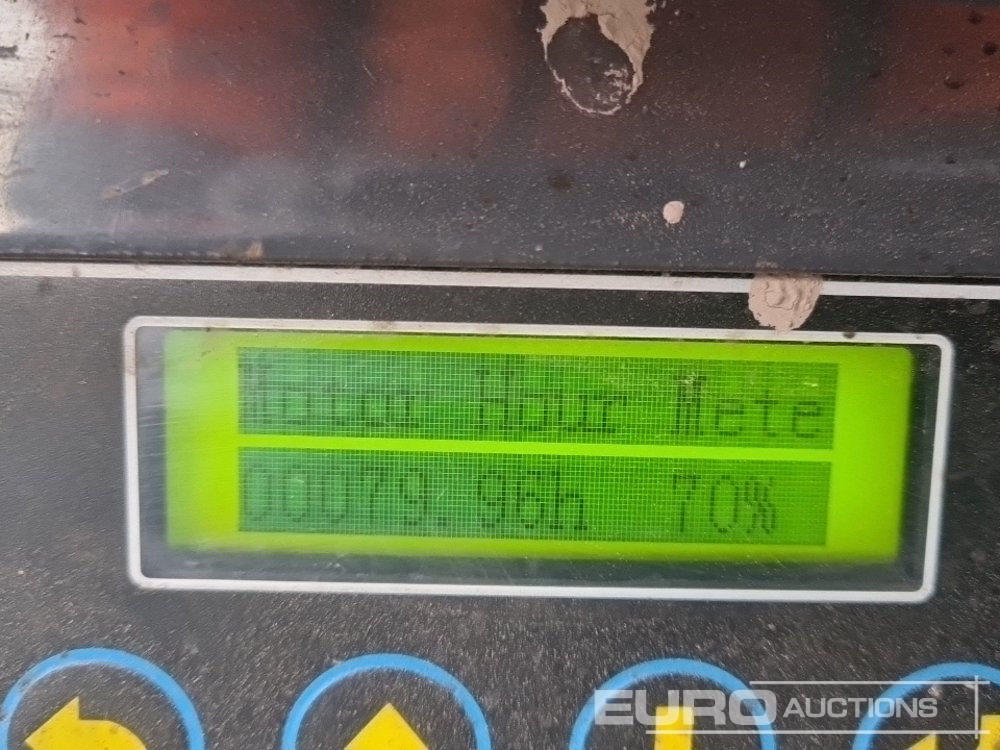 Motor Hour Mete
00079.96h 70%
EURO AUCTIONS